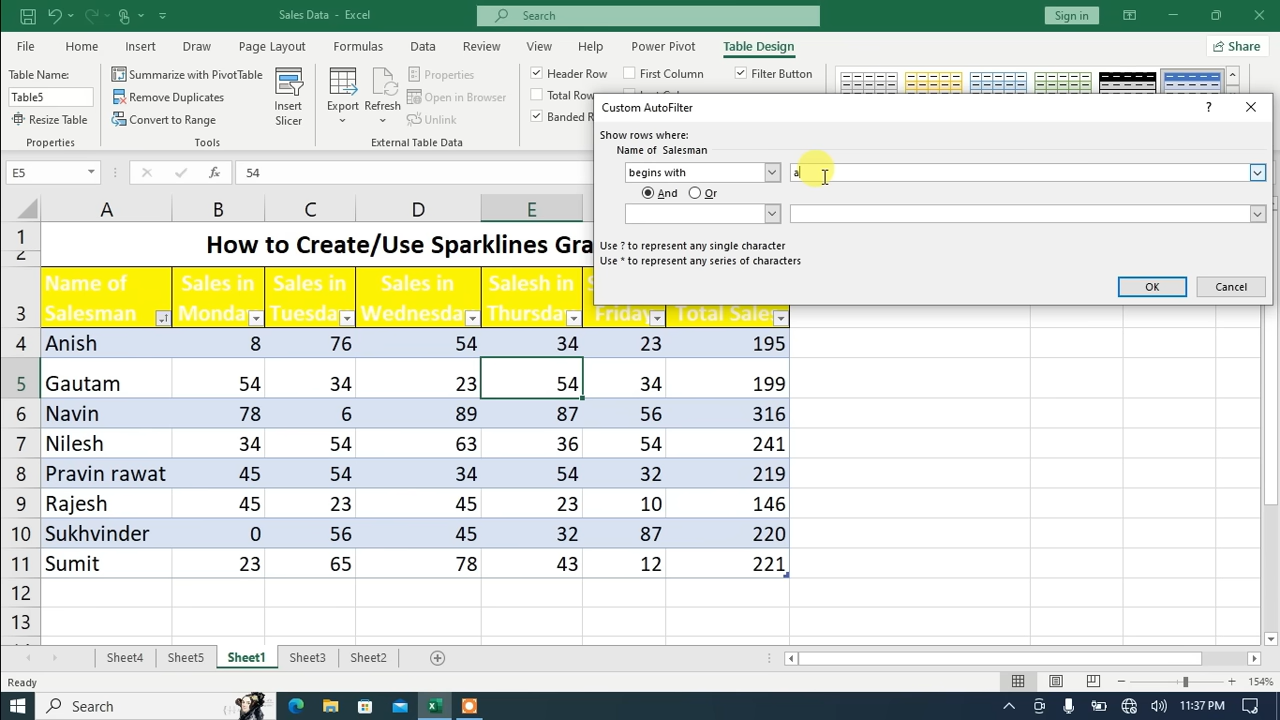 Sales Data - Excel
Search
Sign in
File Home Insert Draw Page Layout Formulas Data Review View Help Power Pivot Table Design Share
Table Name:
Table5
Resize Table
Properties
Summarize with PivotTable
Remove Duplicates
Convert to Range
Tools
Insert
Slicer
Export
Refresh
Properties
Open in Browser
Unlink
External Table Data
Header Row
Total Row
Banded R
First Column
Filter Button
Custom AutoFilter
?
Show rows where:
Name of Salesman
begins with a
And Or
Use ? to represent any single character
Use * to represent any series of characters
OK Cancel
E5 fx 54
A B C D E
1
2
How to Create/Use Sparklines Gra
3
Name of
Salesman
Sales in
Monda
Sales in
Tuesda
Sales in
Wednesda
Salesh in
Thursda
Friday
Total Sales
4 Anish 8 76 54 34 23 195
5 Gautam 54 34 23 54 34 199
6 Navin 78 6 89 87 56 316
7 Nilesh 34 54 63 36 54 241
8 Pravin rawat 45 54 34 54 32 219
9 Rajesh 45 23 45 23 10 146
10 Sukhvinder 0 56 45 32 87 220
11 Sumit 23 65 78 43 12 221
12
13
Sheet4 Sheet5 Sheet1 Sheet3 Sheet2
Ready
154%
Search
11:37 PM